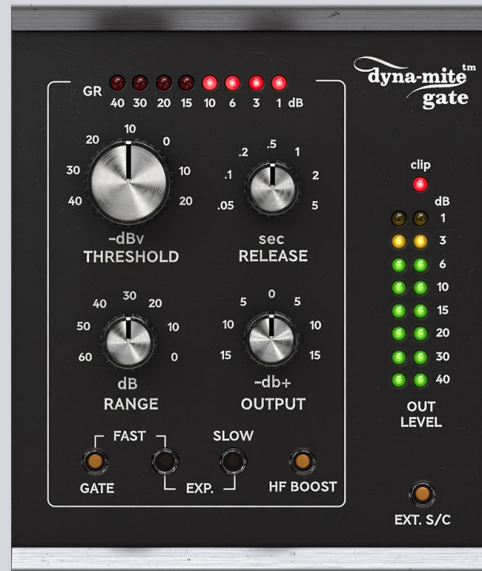 dyna-mite™
gate
GR
40 30 20 15 10 6 3 1 dB
10
20 0
30 10
40 20
-dBv
THRESHOLD
.5
.2 1
.1 2
.05 5
sec
RELEASE
30
40 20
50 10
60 0
dB
RANGE
0
5 5
10 10
15 15
-db+
OUTPUT
FAST
SLOW
GATE
EXP.
HF BOOST
clip
dB
1
3
6
10
15
20
30
40
OUT
LEVEL
EXT. S/C